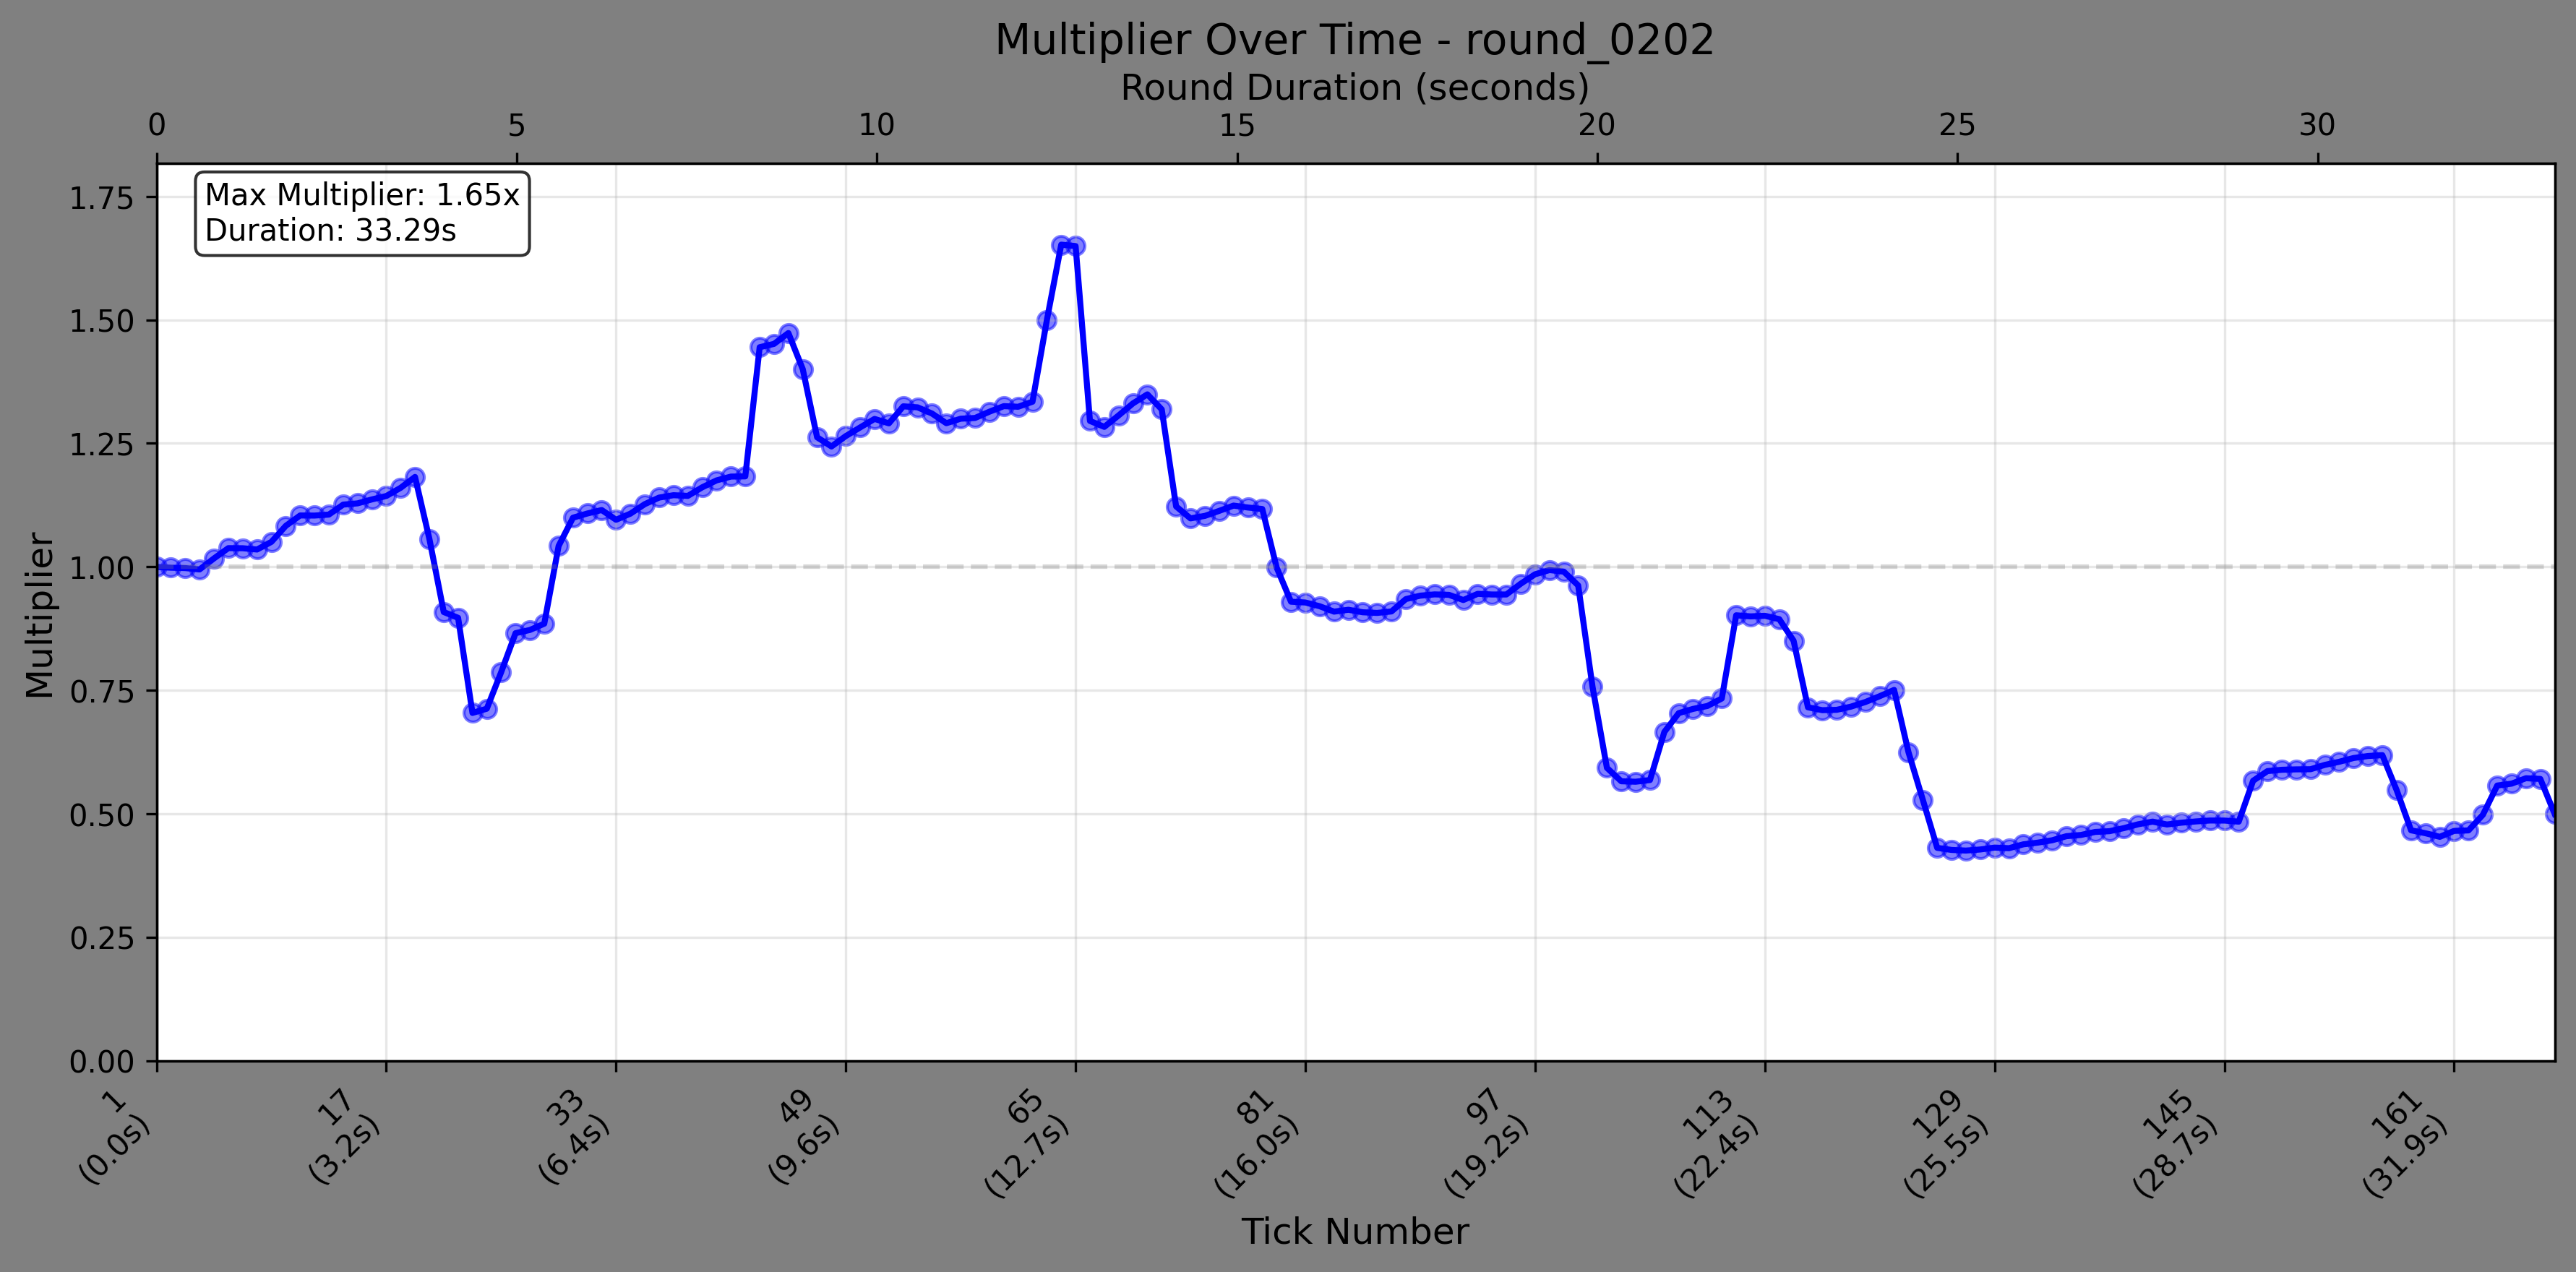 Multiplier Over Time - round_0202
Round Duration (seconds)
0 5 10 15 20 25 30
Max Multiplier: 1.65x
Duration: 33.29s
Multiplier
1.75
1.50
1.25
1.00
0.75
0.50
0.25
0.00
1
(0.0s)
17
(3.2s)
33
(6.4s)
49
(9.6s)
65
(12.7s)
81
(16.0s)
97
(19.2s)
113
(22.4s)
129
(25.5s)
145
(28.7s)
161
(31.9s)
Tick Number